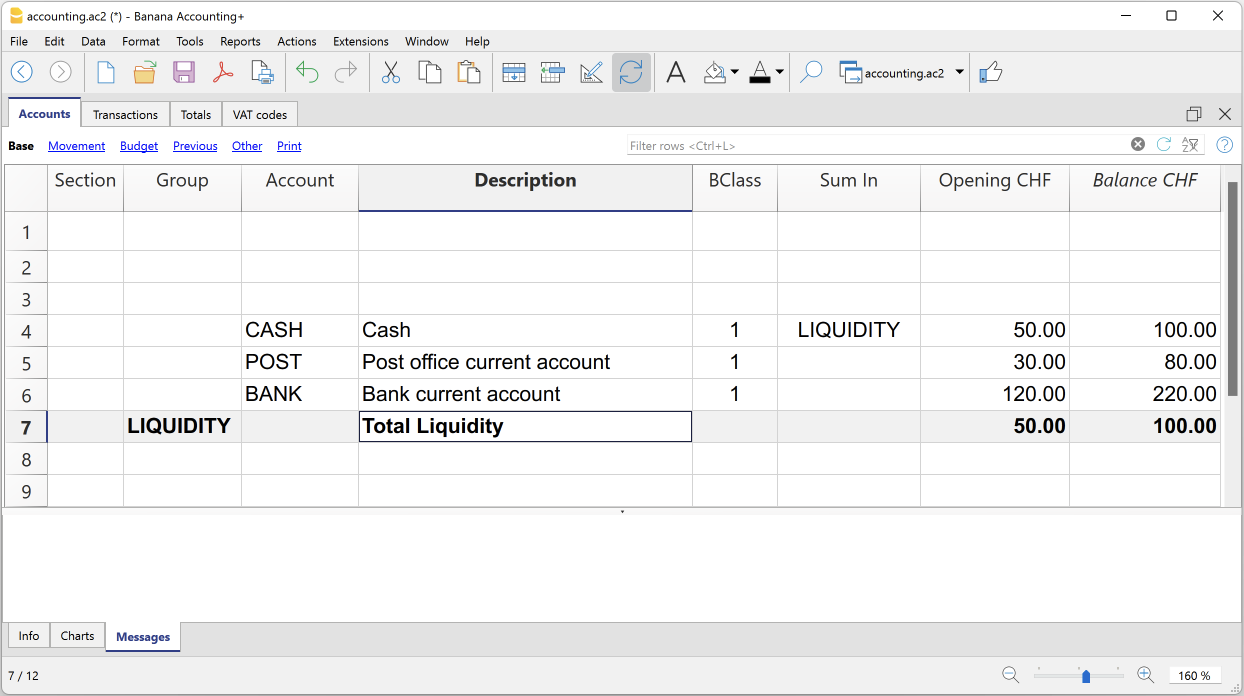 accounting.ac2 (*) - Banana Accounting+
File Edit Data Format Tools Reports Actions Extensions Window Help
accounting.ac2
Accounts Transactions Totals VAT codes
Base Movement Budget Previous Other Print Filter rows <Ctrl+L>
Section Group Account Description BClass Sum In Opening CHF Balance CHF
1
2
3
4 CASH Cash 1 LIQUIDITY 50.00 100.00
5 POST Post office current account 1 30.00 80.00
6 BANK Bank current account 1 120.00 220.00
7 LIQUIDITY Total Liquidity 50.00 100.00
8
9
Info Charts Messages
7 / 12 160 %